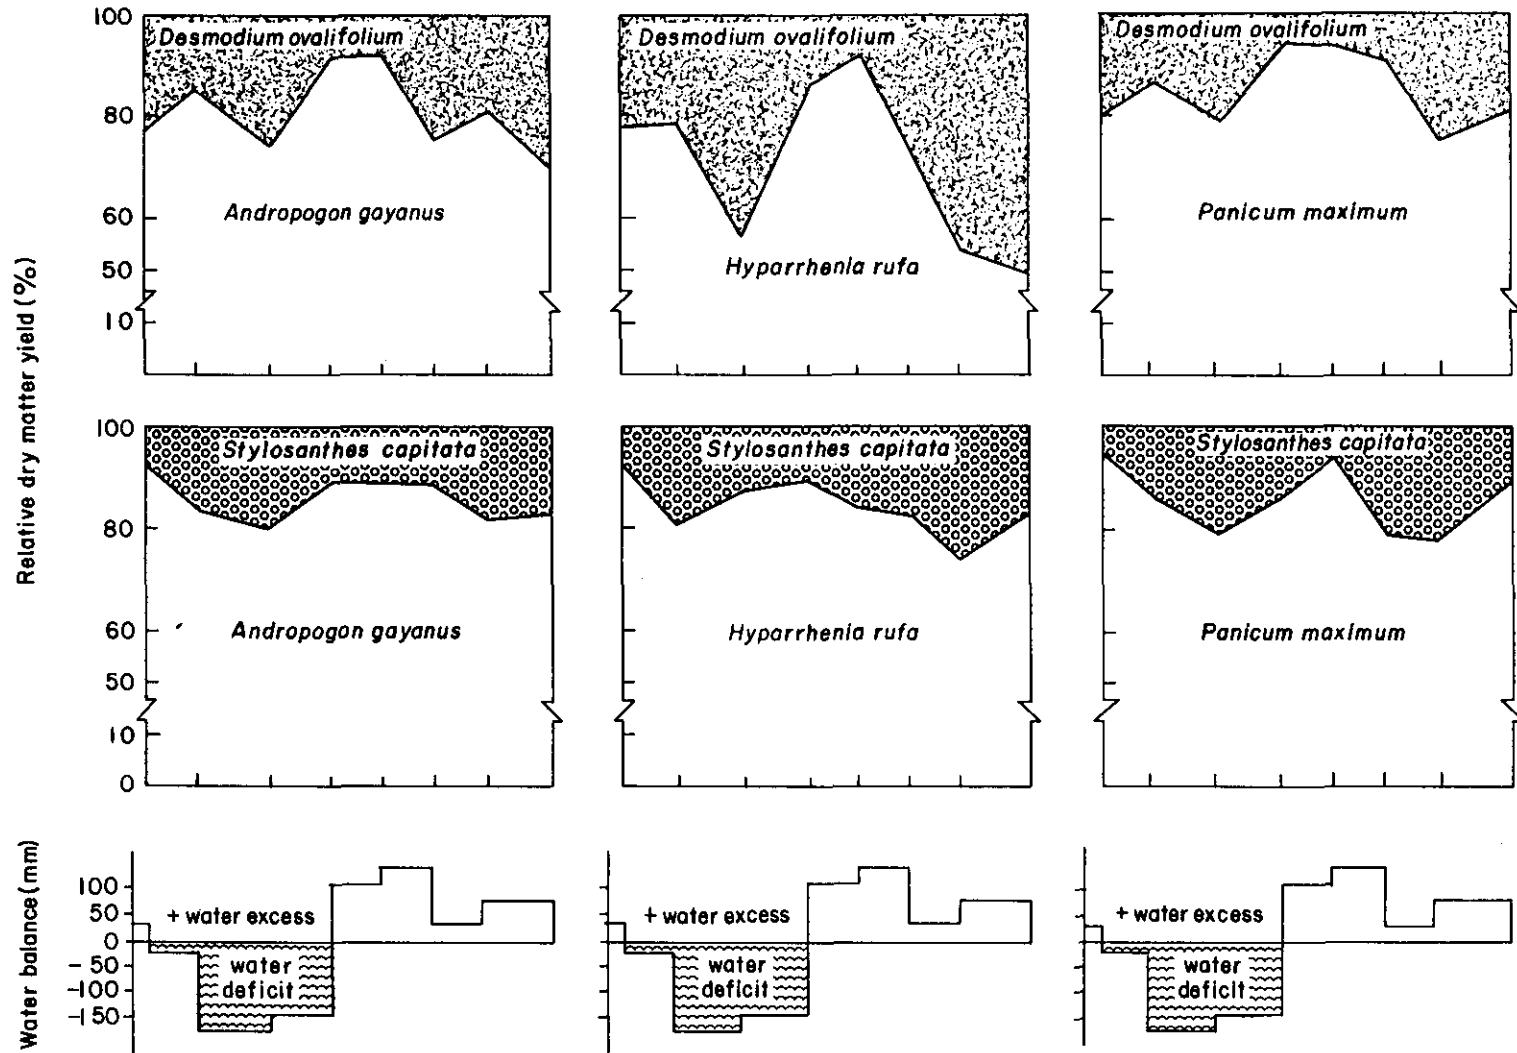 Relative dry matter yield (%)
100
80
60
50
10
Desmodium ovalifolium
Andropogon gayanus
Desmodium ovalifolium
Hyparrhenia rufa
Desmodium ovalifolium
Panicum maximum
100
80
60
50
10
0
Stylosanthes capitata
Andropogon gayanus
Stylosanthes capitata
Hyparrhenia rufa
Stylosanthes capitata
Panicum maximum
Water balance (mm)
100
50
0
-50
-100
-150
+ water excess
water
deficit
+ water excess
water
deficit
+ water excess
water
deficit